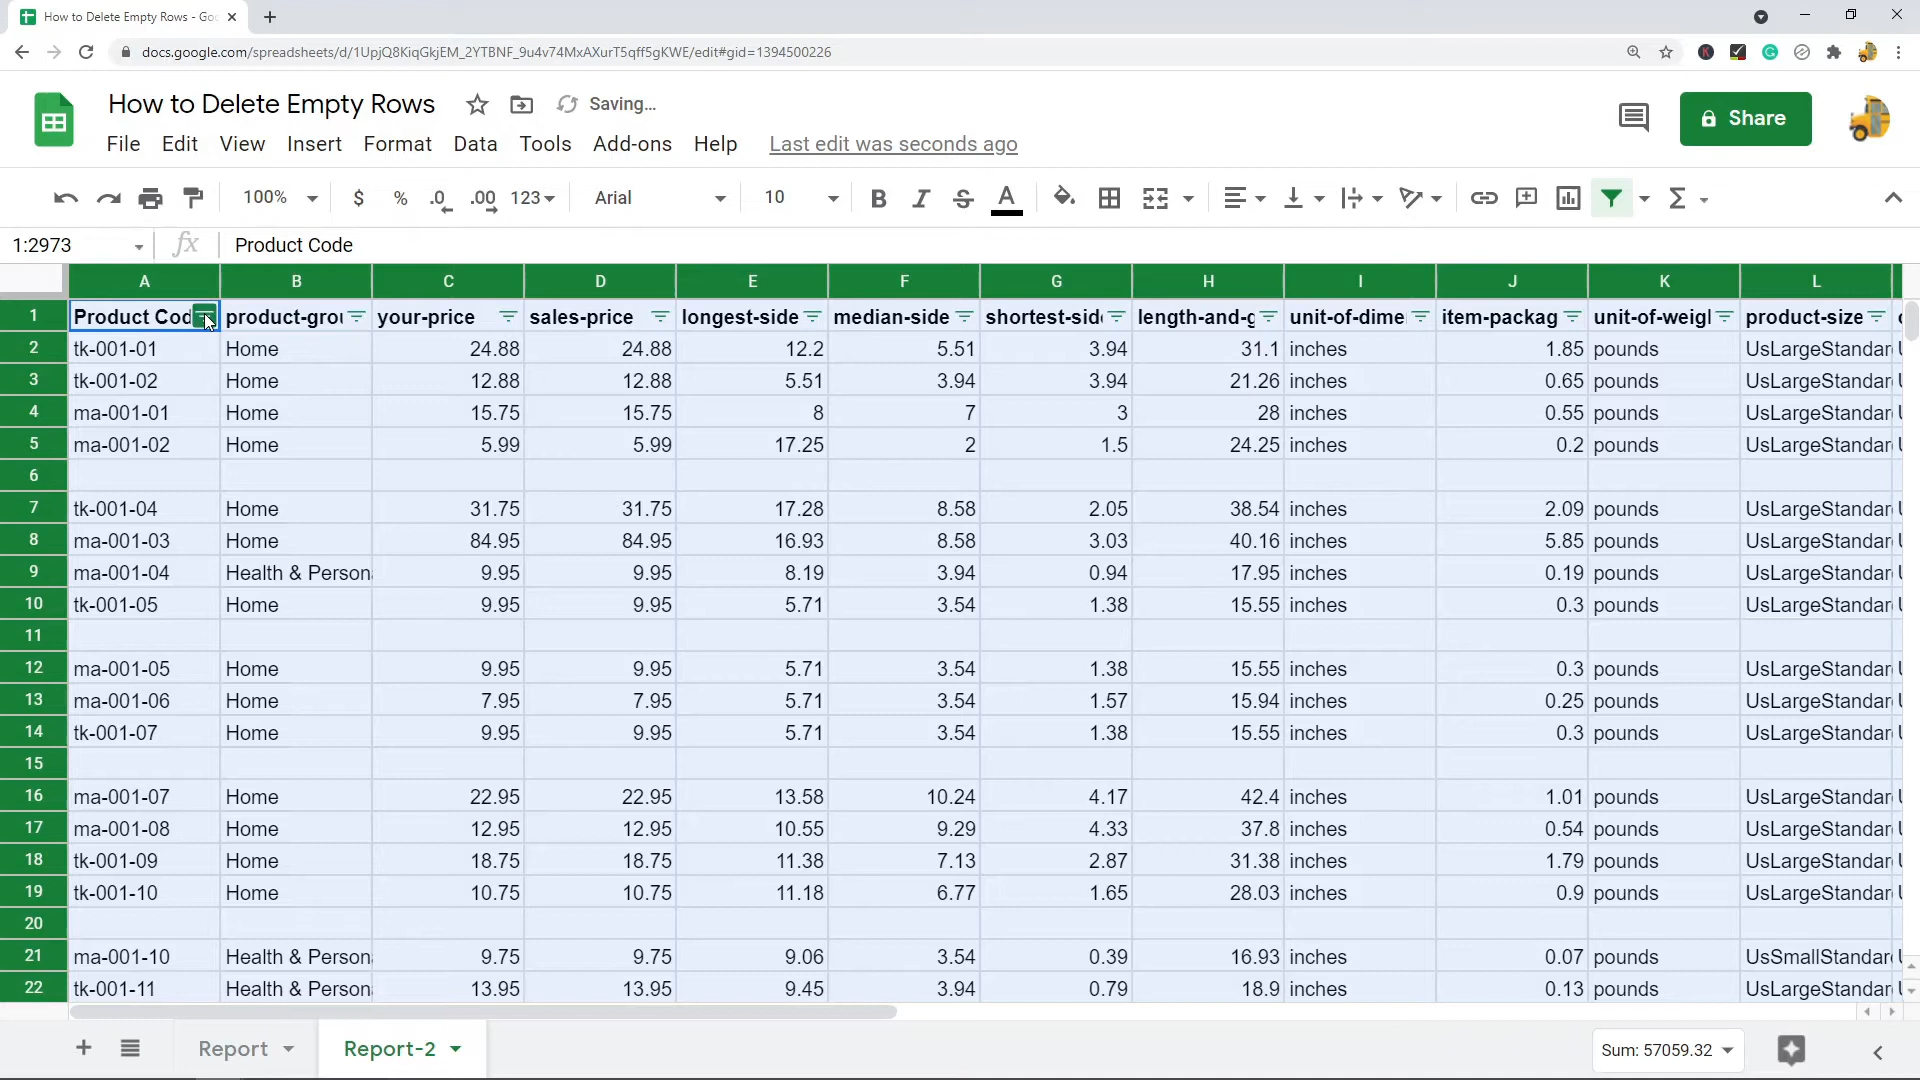 How to Delete Empty Rows - Goo
docs.google.com/spreadsheets/d/1UpjQ8KiqGkjEM_2YTBNF_9u4v74MxAXurT5qff5gKWE/edit#gid=1394500226
How to Delete Empty Rows Saving...
File Edit View Insert Format Data Tools Add-ons Help Last edit was seconds ago
Share
100% $ % .0 .00 123 Arial 10 B I S A
1:2973 fx Product Code
A B C D E F G H I J K L
1 Product Cod product-grou your-price sales-price longest-side median-side shortest-side length-and-g unit-of-dime item-packag unit-of-weigl product-size
2 tk-001-01 Home 24.88 24.88 12.2 5.51 3.94 31.1 inches 1.85 pounds UsLargeStandar
3 tk-001-02 Home 12.88 12.88 5.51 3.94 3.94 21.26 inches 0.65 pounds UsLargeStandar
4 ma-001-01 Home 15.75 15.75 8 7 3 28 inches 0.55 pounds UsLargeStandar
5 ma-001-02 Home 5.99 5.99 17.25 2 1.5 24.25 inches 0.2 pounds UsLargeStandar
6
7 tk-001-04 Home 31.75 31.75 17.28 8.58 2.05 38.54 inches 2.09 pounds UsLargeStandar
8 ma-001-03 Home 84.95 84.95 16.93 8.58 3.03 40.16 inches 5.85 pounds UsLargeStandar
9 ma-001-04 Health & Person 9.95 9.95 8.19 3.94 0.94 17.95 inches 0.19 pounds UsLargeStandar
10 tk-001-05 Home 9.95 9.95 5.71 3.54 1.38 15.55 inches 0.3 pounds UsLargeStandar
11
12 ma-001-05 Home 9.95 9.95 5.71 3.54 1.38 15.55 inches 0.3 pounds UsLargeStandar
13 ma-001-06 Home 7.95 7.95 5.71 3.54 1.57 15.94 inches 0.25 pounds UsLargeStandar
14 tk-001-07 Home 9.95 9.95 5.71 3.54 1.38 15.55 inches 0.3 pounds UsLargeStandar
15
16 ma-001-07 Home 22.95 22.95 13.58 10.24 4.17 42.4 inches 1.01 pounds UsLargeStandar
17 ma-001-08 Home 12.95 12.95 10.55 9.29 4.33 37.8 inches 0.54 pounds UsLargeStandar
18 tk-001-09 Home 18.75 18.75 11.38 7.13 2.87 31.38 inches 1.79 pounds UsLargeStandar
19 tk-001-10 Home 10.75 10.75 11.18 6.77 1.65 28.03 inches 0.9 pounds UsLargeStandar
20
21 ma-001-10 Health & Person 9.75 9.75 9.06 3.54 0.39 16.93 inches 0.07 pounds UsSmallStandar
22 tk-001-11 Health & Person 13.95 13.95 9.45 3.94 0.79 18.9 inches 0.13 pounds UsLargeStandar
Report Report-2 Sum: 57059.32